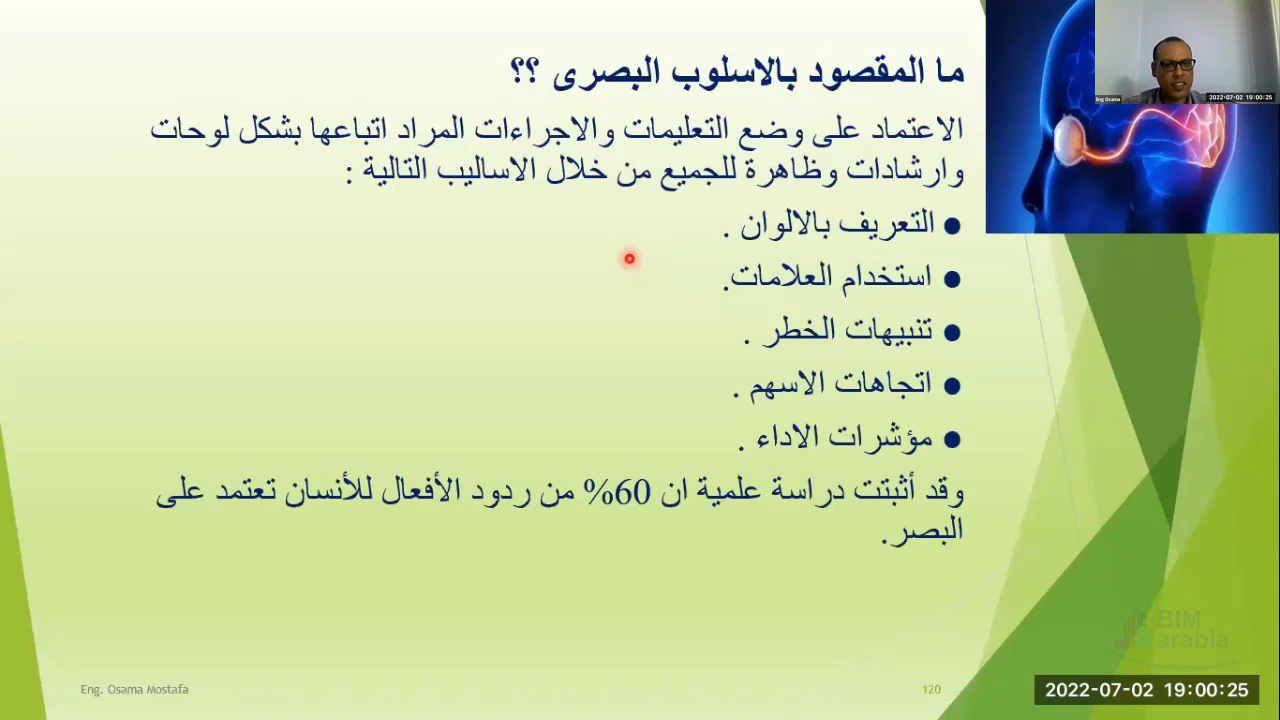 ما المقصود بالاسلوب البصرى ؟؟
الاعتماد على وضع التعليمات والاجراءات المراد اتباعها بشكل لوحات
وارشادات وظاهرة للجميع من خلال الاساليب التالية :
● التعريف بالالوان .
● استخدام العلامات.
● تنبيهات الخطر .
● اتجاهات الاسهم .
● مؤشرات الاداء .
وقد أثبتت دراسة علمية ان 60% من ردود الأفعال للأنسان تعتمد على
البصر.
Eng Osama
2022-07-02 19:00:25
BIM
arabia
Eng. Osama Mostafa
120
2022-07-02 19:00:25